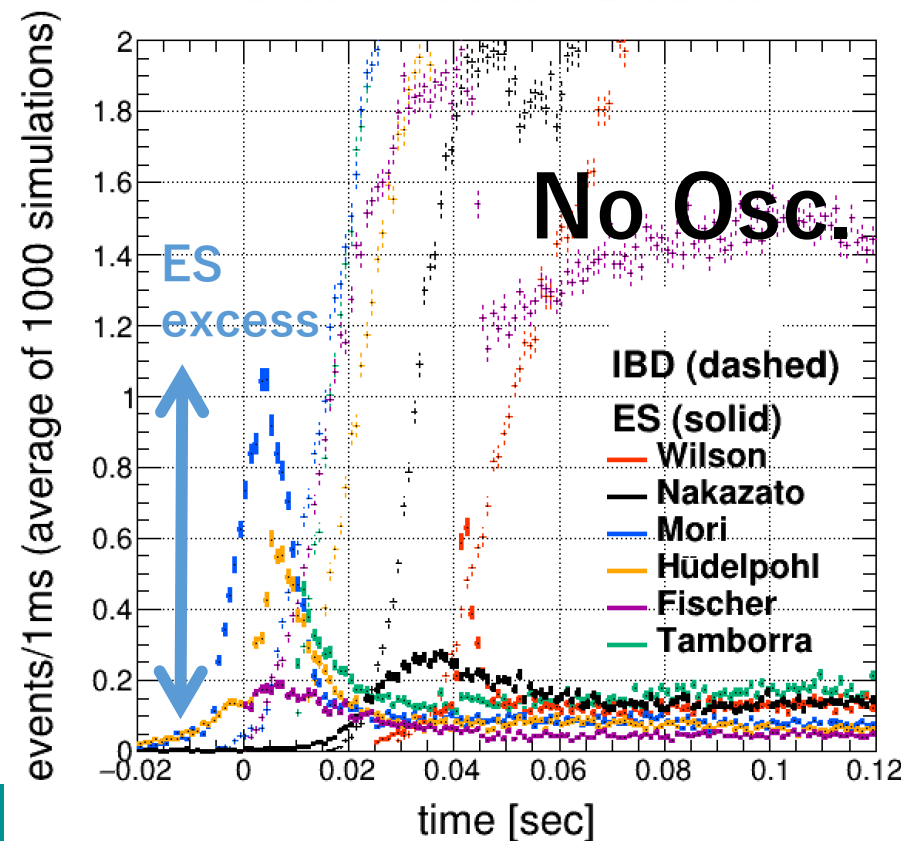 events/1ms (average of 1000 simulations)
2
1.8
1.6
1.4
1.2
1
0.8
0.6
0.4
0.2
0
No Osc.
ES
excess
IBD (dashed)
ES (solid)
Wilson
Nakazato
Mori
Hüdelpohl
Fischer
Tamborra
−0.02 0 0.02 0.04 0.06 0.08 0.1 0.12
time [sec]